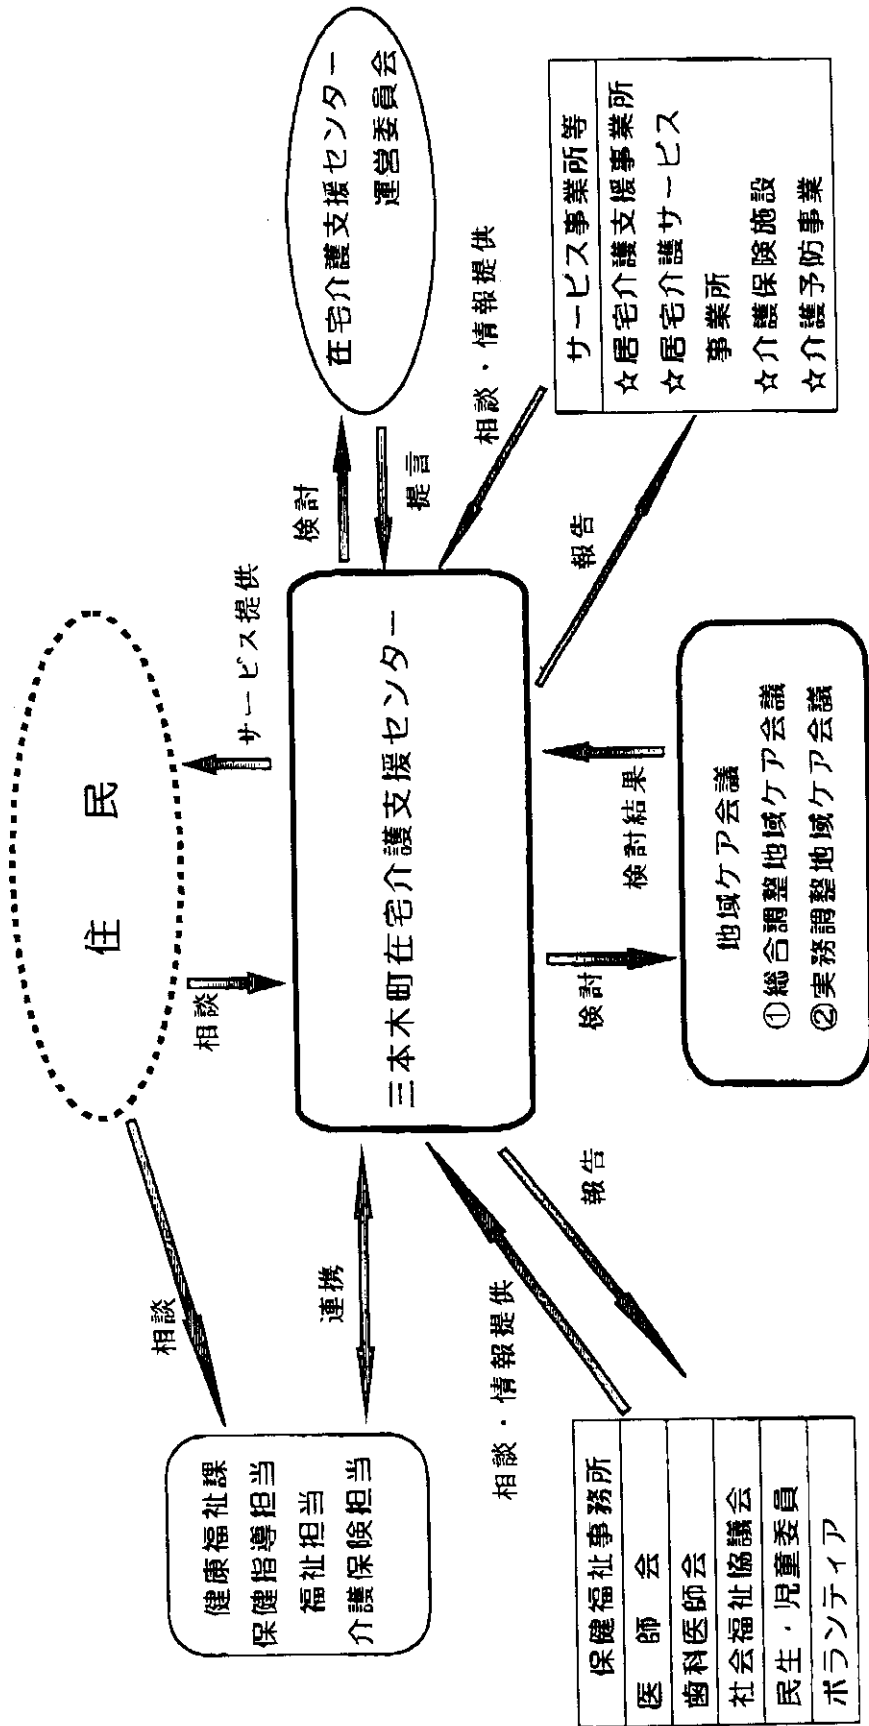 住民
相談
サービス提供
相談
健康福祉課
保健指導担当
福祉担当
介護保険担当
連携
三本木町在宅介護支援センター
検討
提言
在宅介護支援センター
運営委員会
相談・情報提供
報告
保健福祉事務所
医師会
歯科医師会
社会福祉協議会
民生・児童委員
ボランティア
検討
検討結果
地域ケア会議
①総合調整地域ケア会議
②実務調整地域ケア会議
相談・情報提供
報告
サービス事業所等
☆居宅介護支援事業所
☆居宅介護サービス
事業所
☆介護保険施設
☆介護予防事業